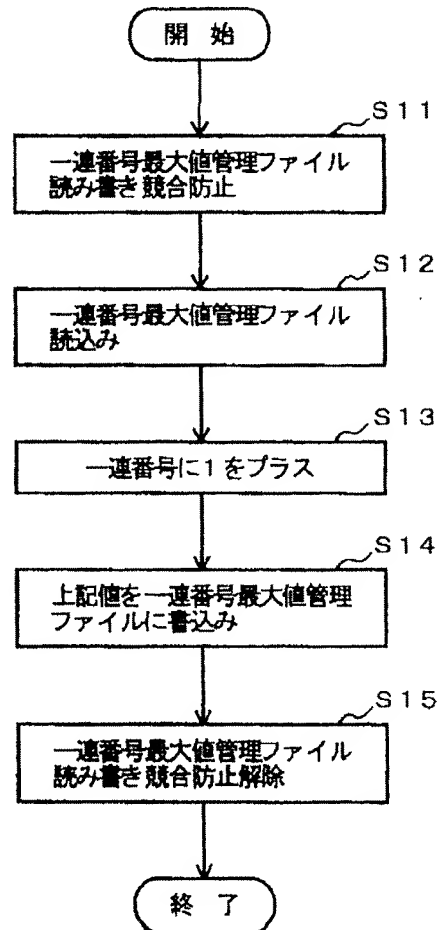 開 始
S11
一連番号最大値管理ファイル
読み書き競合防止
S12
一連番号最大値管理ファイル
読込み
S13
一連番号に1をプラス
S14
上記値を一連番号最大値管理
ファイルに書込み
S15
一連番号最大値管理ファイル
読み書き競合防止解除
終 了